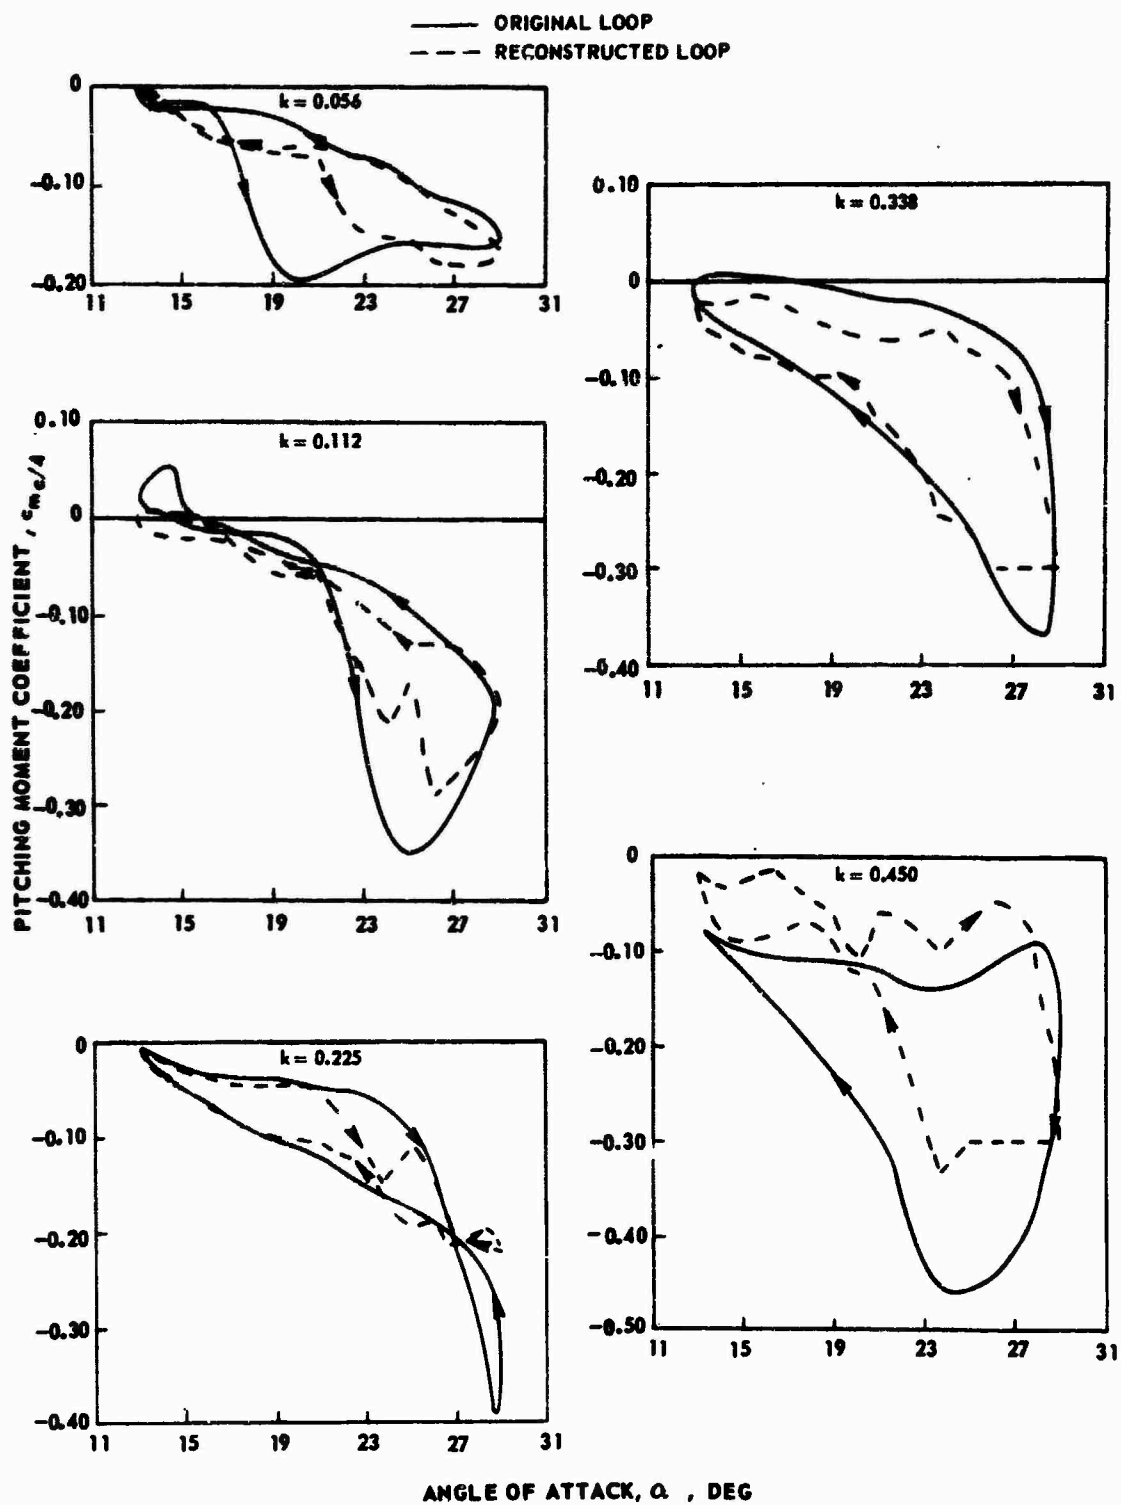 ORIGINAL LOOP
RECONSTRUCTED LOOP
k = 0.056
0
-0.10
-0.20
11 15 19 23 27 31
k = 0.338
0.10
0
-0.10
-0.20
-0.30
-0.40
11 15 19 23 27 31
k = 0.112
0.10
0
-0.10
-0.20
-0.30
-0.40
11 15 19 23 27 31
k = 0.450
0
-0.10
-0.20
-0.30
-0.40
-0.50
11 15 19 23 27 31
k = 0.225
0
-0.10
-0.20
-0.30
-0.40
11 15 19 23 27 31
PITCHING MOMENT COEFFICIENT , cmc/4
ANGLE OF ATTACK, α , DEG